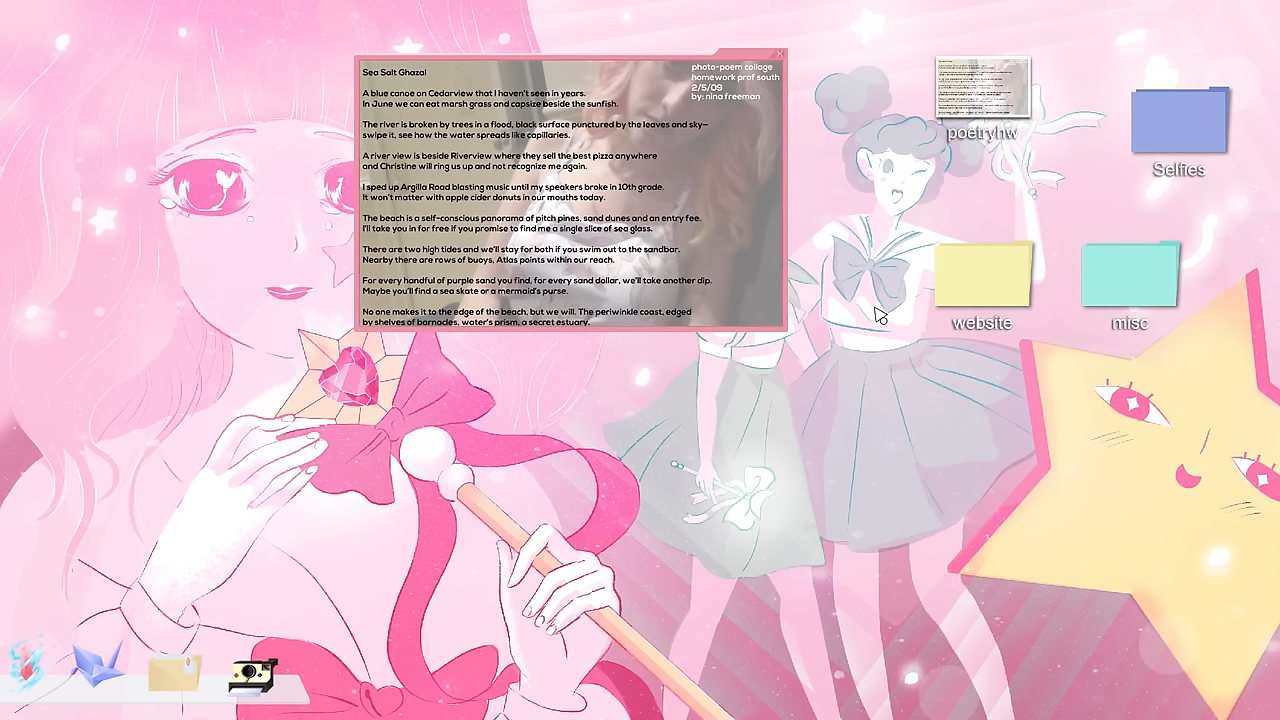 Sea Salt Ghazal
A blue canoe on Cedarview that I haven't seen in years.
In June we can eat marsh grass and capsize beside the sunfish.
The river is broken by trees in a flood, black surface punctured by the leaves and sky—
swipe it, see how the water spreads like capillaries.
A river view is beside Riverview where they sell the best pizza anywhere
and Christine will ring us up and not recognize me again.
I sped up Argilla Road blasting music until my speakers broke in 10th grade.
It won't matter with apple cider donuts in our mouths today.
The beach is a self-conscious panorama of pitch pines, sand dunes and an entry fee.
I'll take you in for free if you promise to find me a single slice of sea glass.
There are two high tides and we'll stay for both if you swim out to the sandbar.
Nearby there are rows of buoys, Atlas points within our reach.
For every handful of purple sand you find, for every sand dollar, we'll take another dip.
Maybe you'll find a sea skate or a mermaid's purse.
No one makes it to the edge of the beach, but we will. The periwinkle coast, edged
by shelves of barnacles, water's prism, a secret estuary.
photo-poem collage
homework prof south
2/5/09
by: nina freeman
poetryhw
Selfies
website
misc